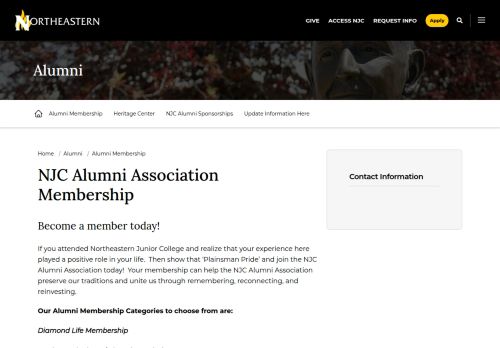 NORTHEASTERN
GIVE ACCESS NJC REQUEST INFO Apply
Alumni
Alumni Membership Heritage Center NJC Alumni Sponsorships Update Information Here
Home / Alumni / Alumni Membership
NJC Alumni Association
Membership
Become a member today!
If you attended Northeastern Junior College and realize that your experience here
played a positive role in your life. Then show that 'Plainsman Pride' and join the NJC
Alumni Association today! Your membership can help the NJC Alumni Association
preserve our traditions and unite us through remembering, reconnecting, and
reinvesting.
Our Alumni Membership Categories to choose from are:
Diamond Life Membership
Contact Information